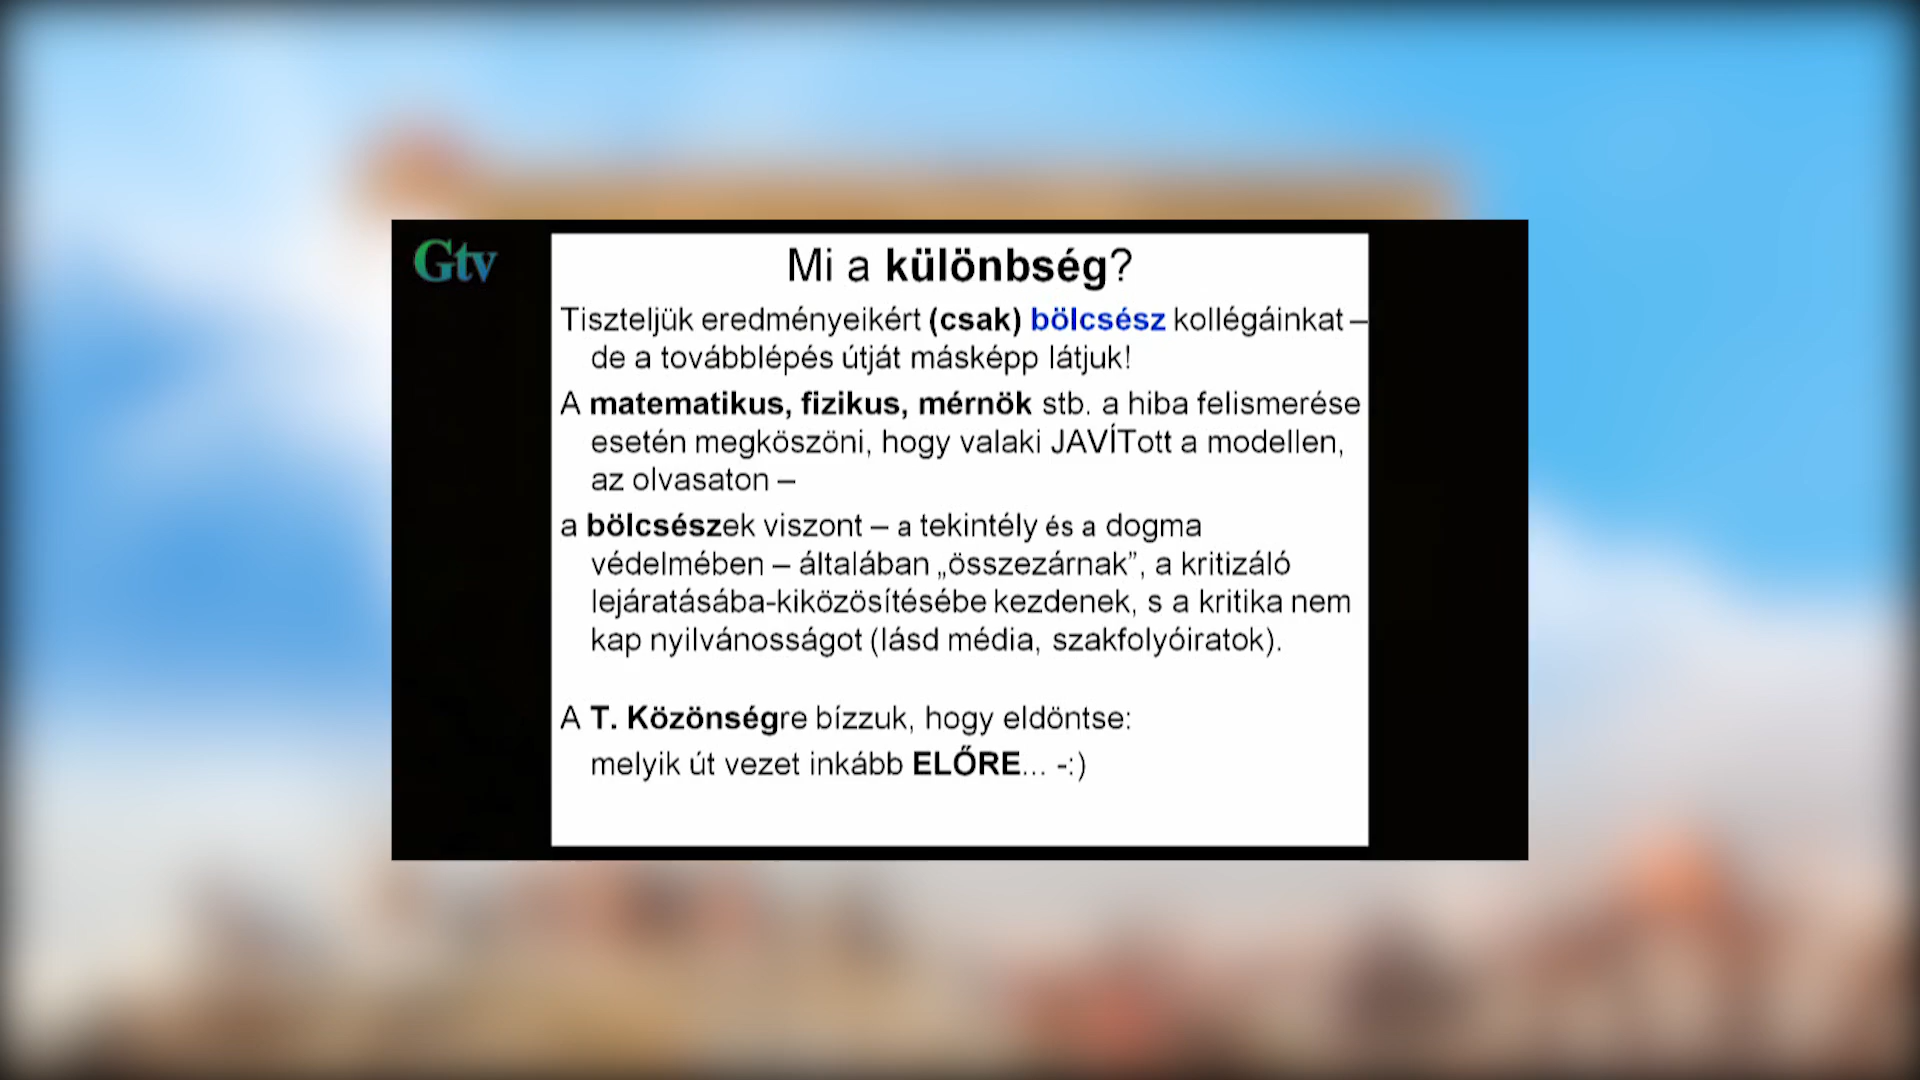 Gtv
Mi a különbség?
Tiszteljük eredményeikért (csak) bölcsész kollégáinkat –
de a továbblépés útját másképp látjuk!
A matematikus, fizikus, mérnök stb. a hiba felismerése
esetén megköszöni, hogy valaki JAVÍTott a modellen,
az olvasaton –
a bölcsészek viszont – a tekintély és a dogma
védelmében – általában „összezárnak”, a kritizáló
lejáratásába-kiközösítésébe kezdenek, s a kritika nem
kap nyilvánosságot (lásd média, szakfolyóiratok).
A T. Közönségre bízzuk, hogy eldöntse:
melyik út vezet inkább ELŐRE... -:)